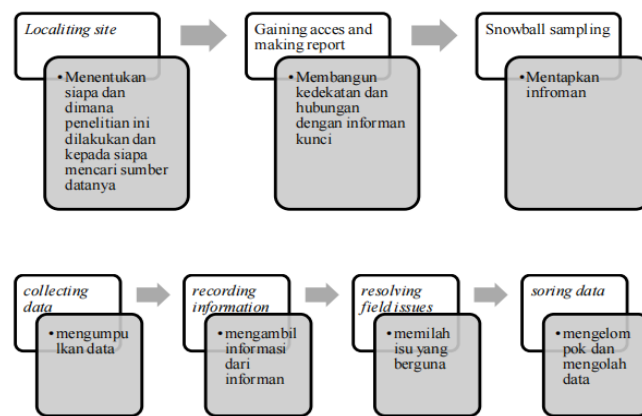 Localiting site
• Menentukan
siapa dan
dimana
penelitian ini
dilakukan dan
kepada siapa
mencari sumber
datanya
Gaining acces and
making report
• Membangun
kedekatan dan
hubungan
dengan informan
kunci
Snowball sampling
• Mentapkan
infroman
collecting
data
• mengumpu
lkan data
recording
information
• mengambil
informasi
dari
informan
resolving
field issues
• memilah
isu yang
berguna
soring data
• mengelom
pok dan
mengolah
data